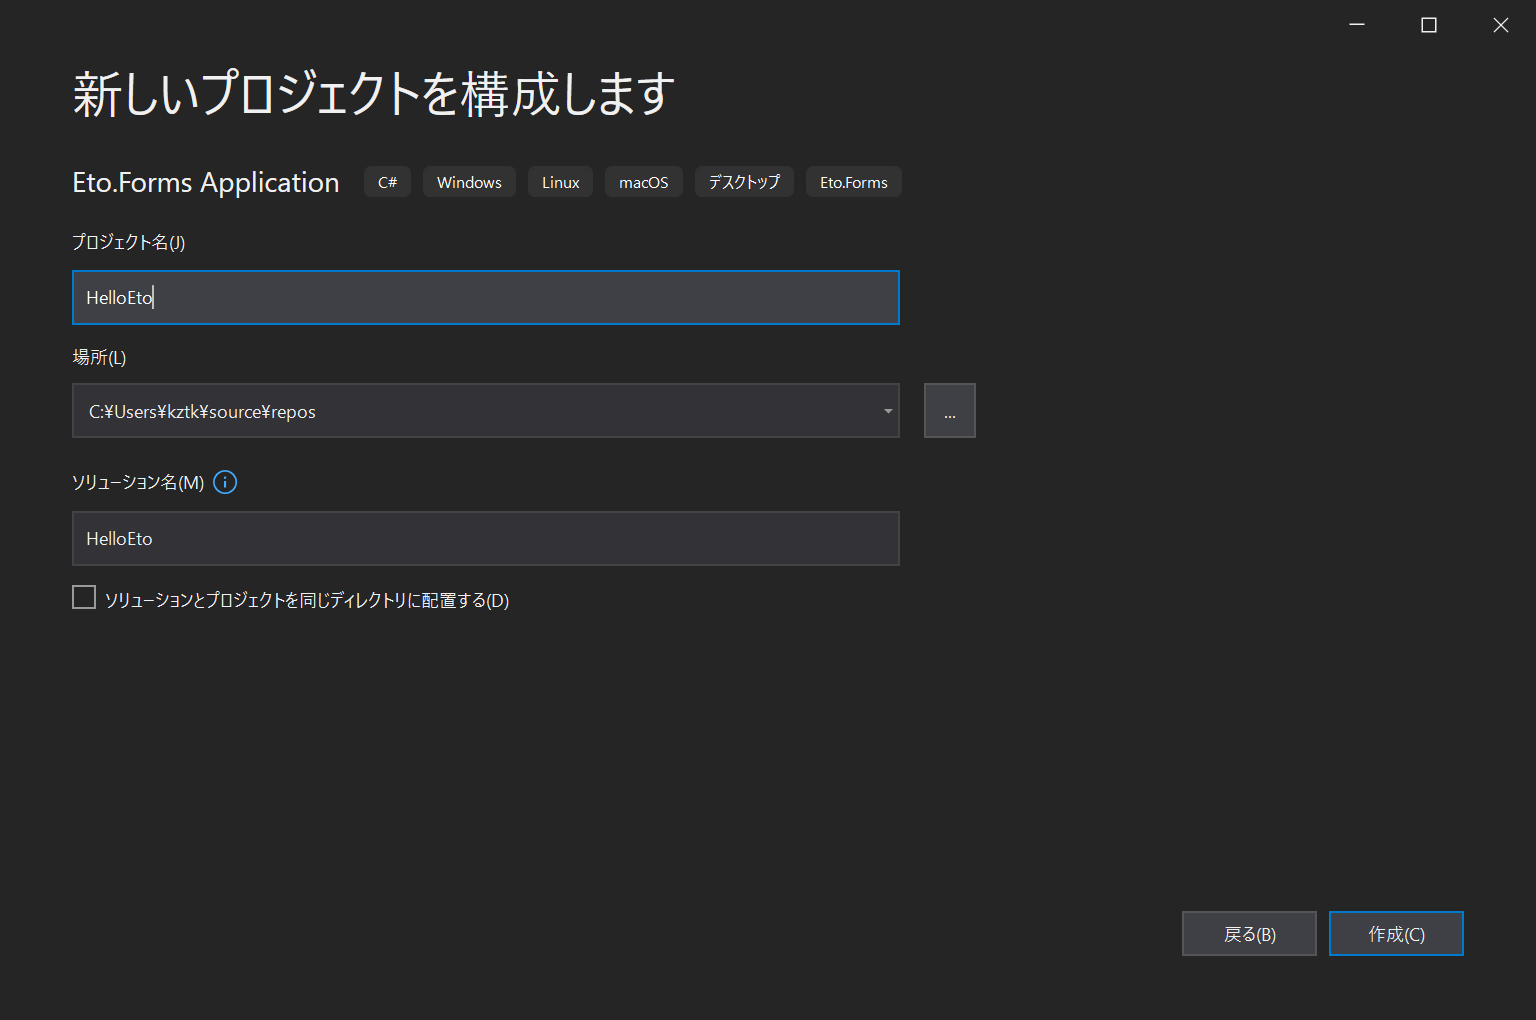 新しいプロジェクトを構成します
Eto.Forms Application C# Windows Linux macOS デスクトップ Eto.Forms
プロジェクト名(J)
HelloEto
場所(L)
C:¥Users¥kztk¥source¥repos ...
ソリューション名(M)
HelloEto
ソリューションとプロジェクトを同じディレクトリに配置する(D)
戻る(B) 作成(C)